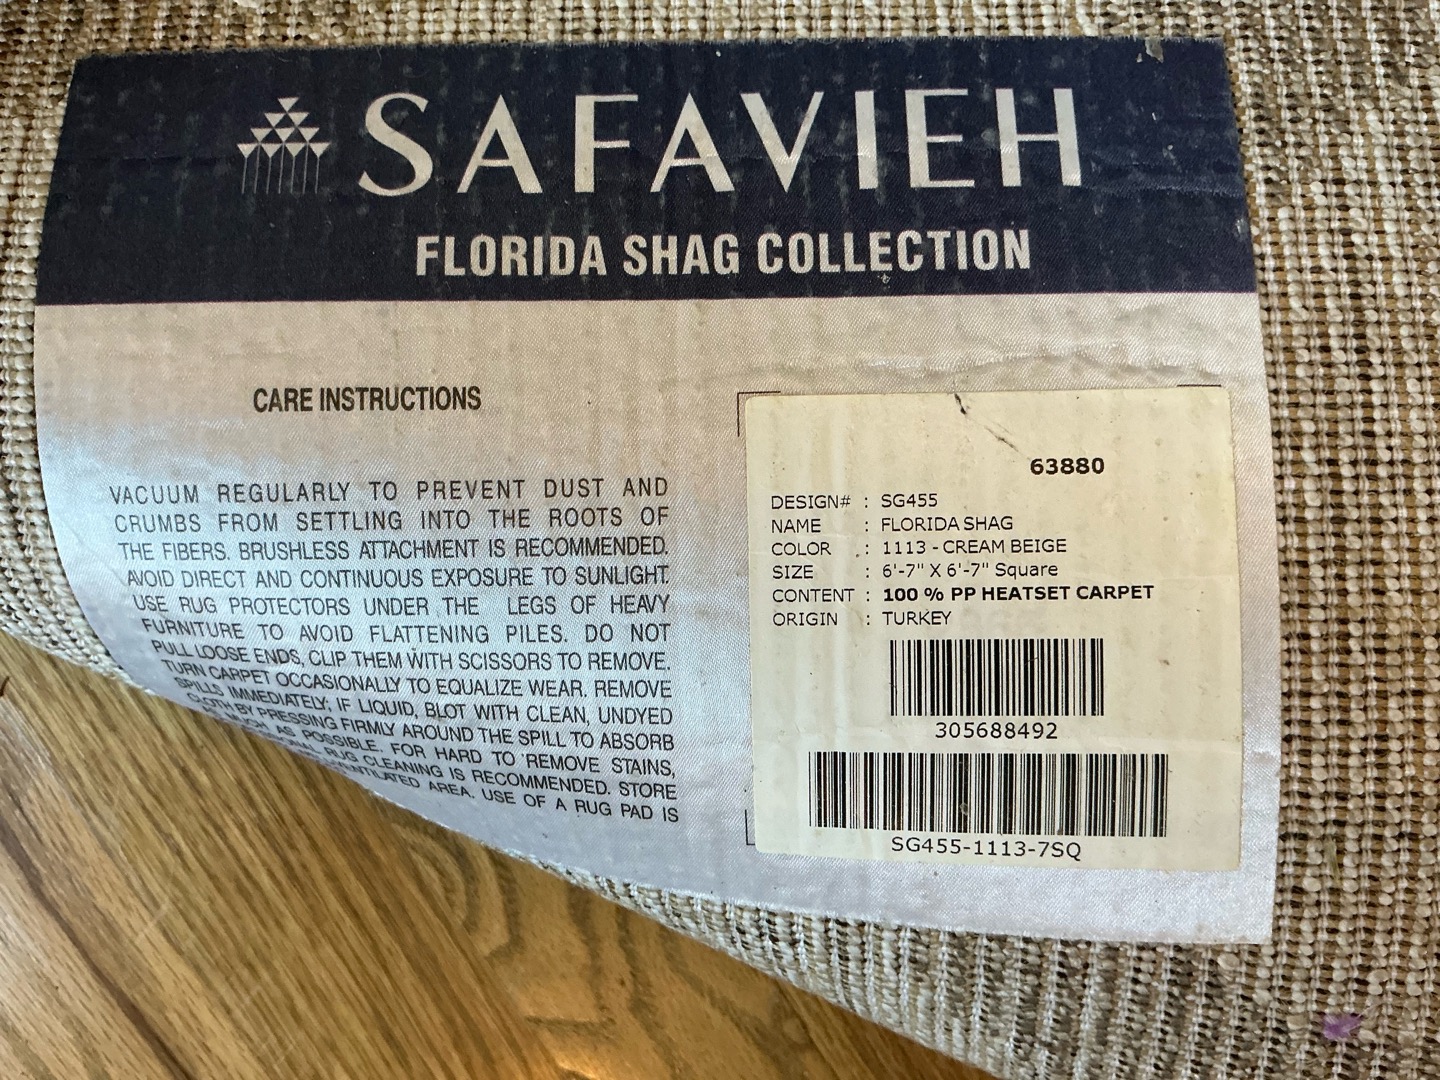 SAFAVIEH
FLORIDA SHAG COLLECTION
CARE INSTRUCTIONS
VACUUM REGULARLY TO PREVENT DUST AND
CRUMBS FROM SETTLING INTO THE ROOTS OF
THE FIBERS. BRUSHLESS ATTACHMENT IS RECOMMENDED.
AVOID DIRECT AND CONTINUOUS EXPOSURE TO SUNLIGHT.
USE RUG PROTECTORS UNDER THE LEGS OF HEAVY
FURNITURE TO AVOID FLATTENING PILES. DO NOT
PULL LOOSE ENDS, CLIP THEM WITH SCISSORS TO REMOVE.
TURN CARPET OCCASIONALLY TO EQUALIZE WEAR. REMOVE
SPILLS IMMEDIATELY; IF LIQUID, BLOT WITH CLEAN, UNDYED
CLOTH BY PRESSING FIRMLY AROUND THE SPILL TO ABSORB
MUCH AS POSSIBLE. FOR HARD TO REMOVE STAINS,
RUG CLEANING IS RECOMMENDED. STORE
AREA. USE OF A RUG PAD IS
63880
DESIGN# : SG455
NAME : FLORIDA SHAG
COLOR : 1113 - CREAM BEIGE
SIZE : 6'-7" X 6'-7" Square
CONTENT : 100 % PP HEATSET CARPET
ORIGIN : TURKEY
305688492
SG455-1113-7SQ